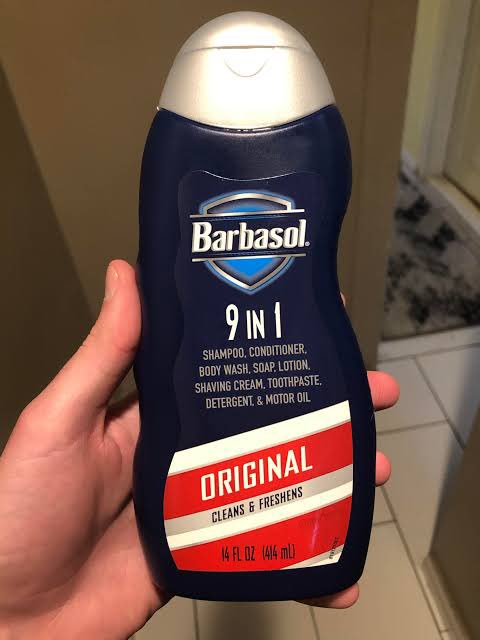 Barbasol®
9 IN 1
SHAMPOO, CONDITIONER,
BODY WASH, SOAP, LOTION,
SHAVING CREAM, TOOTHPASTE,
DETERGENT, & MOTOR OIL
ORIGINAL
CLEANS & FRESHENS
14 FL OZ (414 mL)